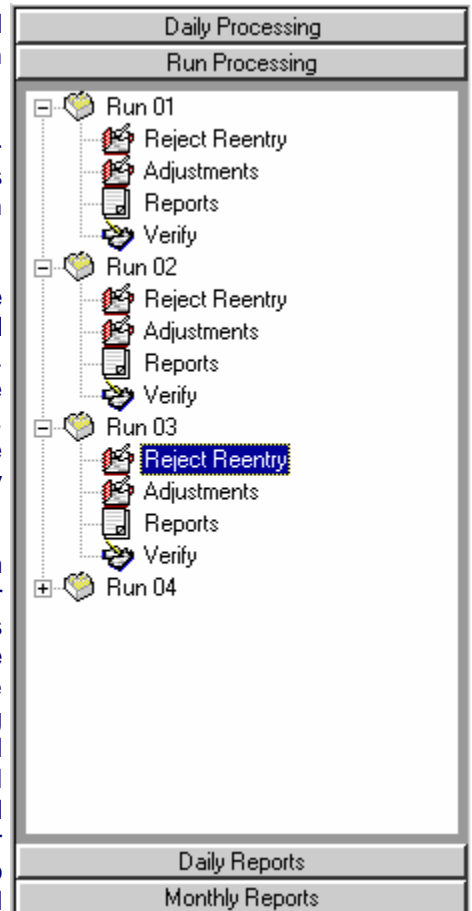 Daily Processing
Run Processing
Run 01
Reject Reentry
Adjustments
Reports
Verify
Run 02
Reject Reentry
Adjustments
Reports
Verify
Run 03
Reject Reentry
Adjustments
Reports
Verify
Run 04
Daily Reports
Monthly Reports